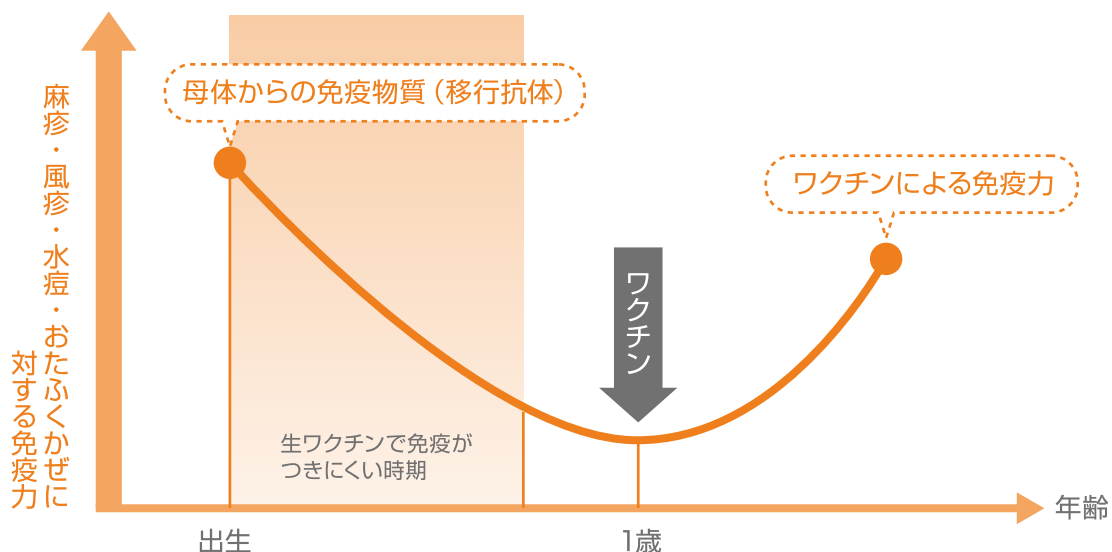 麻疹・風疹・水痘・おたふくかぜに
対する免疫力
母体からの免疫物質（移行抗体）
ワクチンによる免疫力
ワクチン
生ワクチンで免疫が
つきにくい時期
出生
1歳
年齢